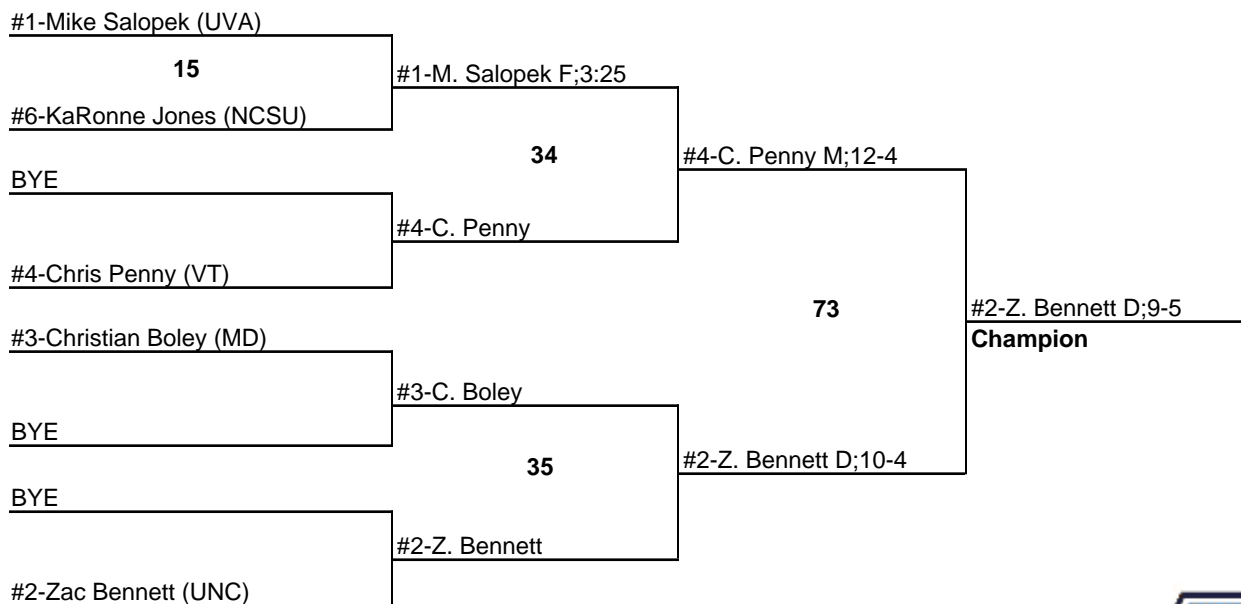 #1-Mike Salopek (UVA)
15
#1-M. Salopek F;3:25
#6-KaRonne Jones (NCSU)
34
#4-C. Penny M;12-4
BYE
#4-C. Penny
#4-Chris Penny (VT)
73
#2-Z. Bennett D;9-5
Champion
#3-Christian Boley (MD)
#3-C. Boley
BYE
35
#2-Z. Bennett D;10-4
BYE
#2-Z. Bennett
#2-Zac Bennett (UNC)